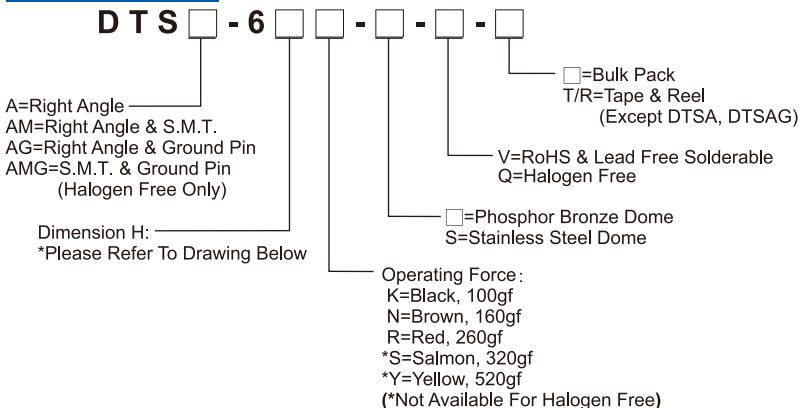 DTS□-6□□-□-□-□
□=Bulk Pack
T/R=Tape & Reel
(Except DTSA, DTSAG)
A=Right Angle
AM=Right Angle & S.M.T.
AG=Right Angle & Ground Pin
AMG=S.M.T. & Ground Pin
(Halogen Free Only)
V=RoHS & Lead Free Solderable
Q=Halogen Free
□=Phosphor Bronze Dome
S=Stainless Steel Dome
Dimension H:
*Please Refer To Drawing Below
Operating Force:
K=Black, 100gf
N=Brown, 160gf
R=Red, 260gf
*S=Salmon, 320gf
*Y=Yellow, 520gf
(*Not Available For Halogen Free)